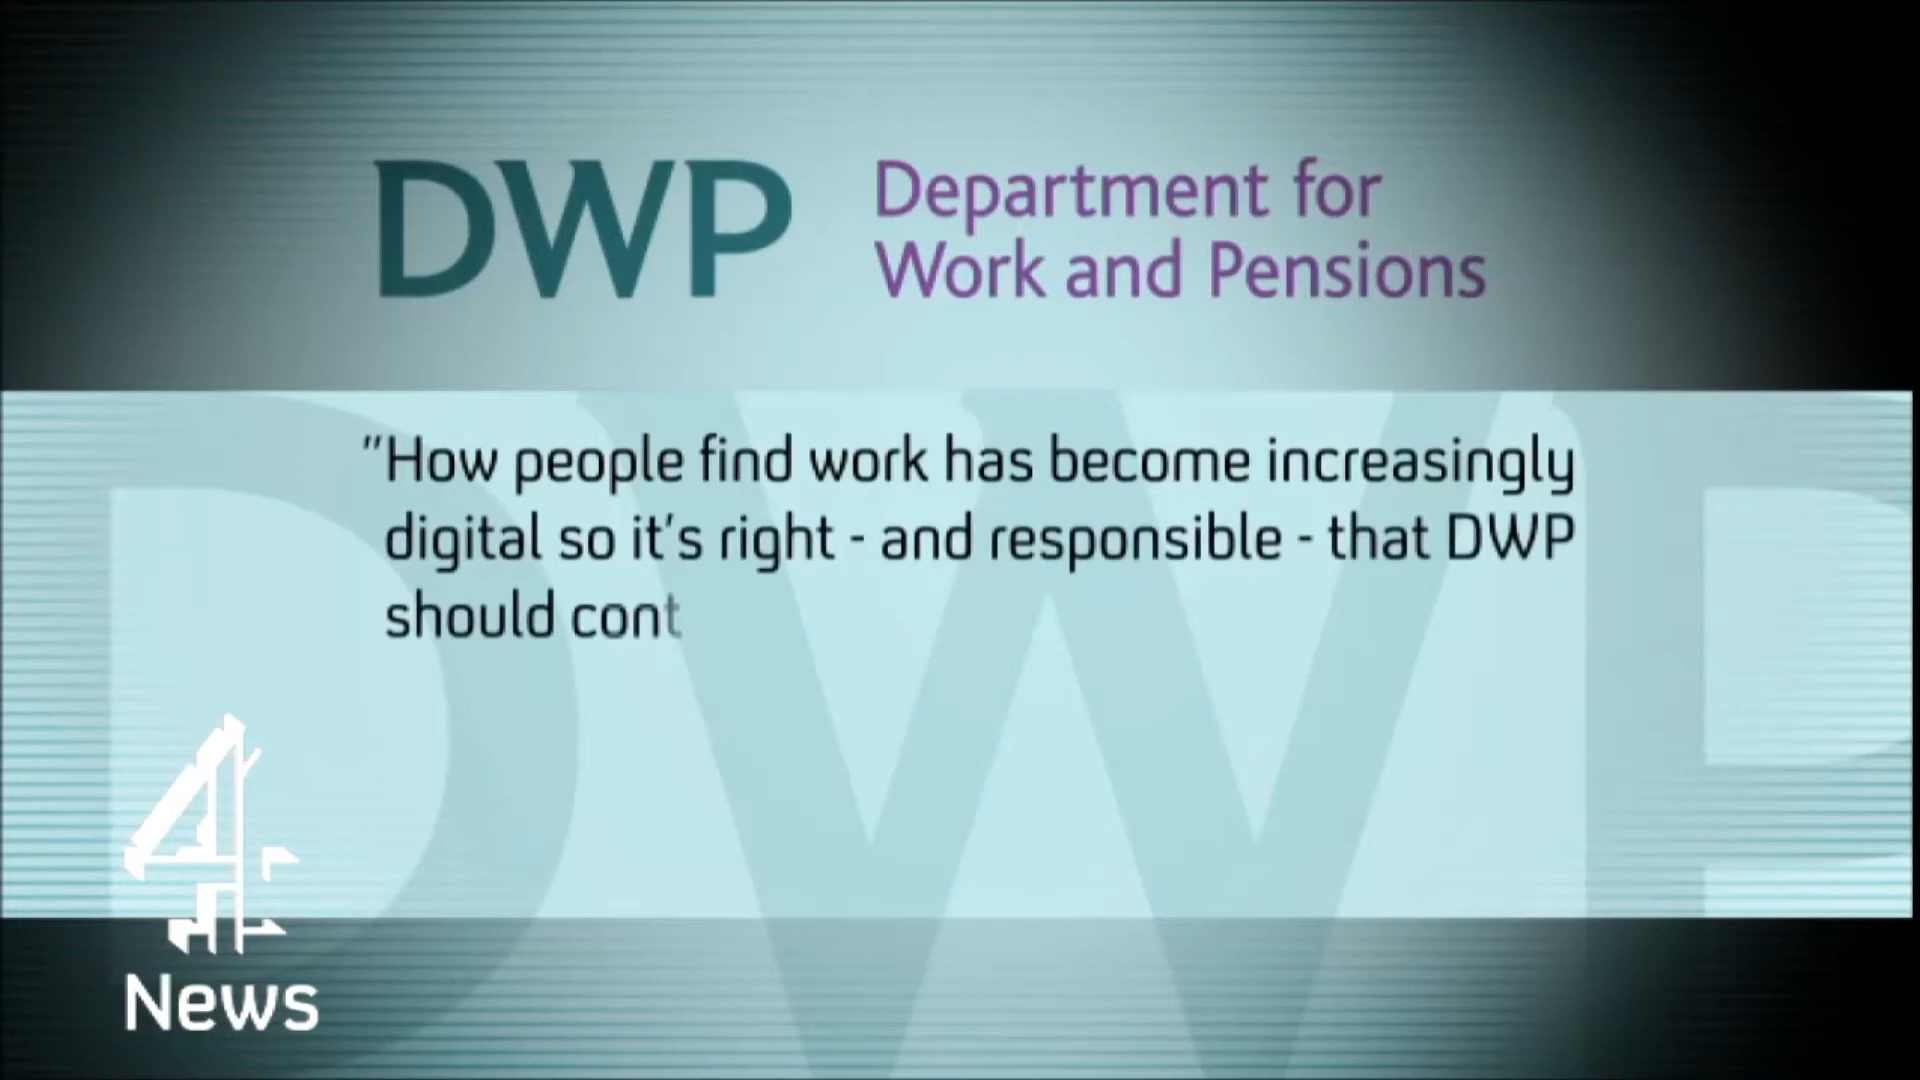 DWP
Department for
Work and Pensions
"How people find work has become increasingly
digital so it's right - and responsible - that DWP
should cont
4
News